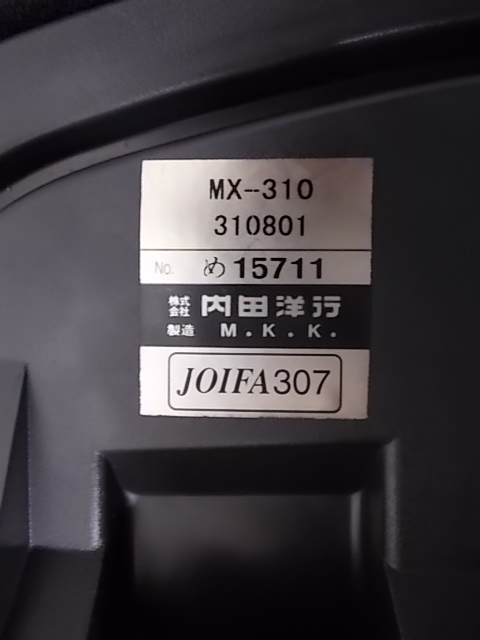 MX-310
310801
No. め15711
株式会社 内田洋行
製造 M.K.K.
JOIFA307